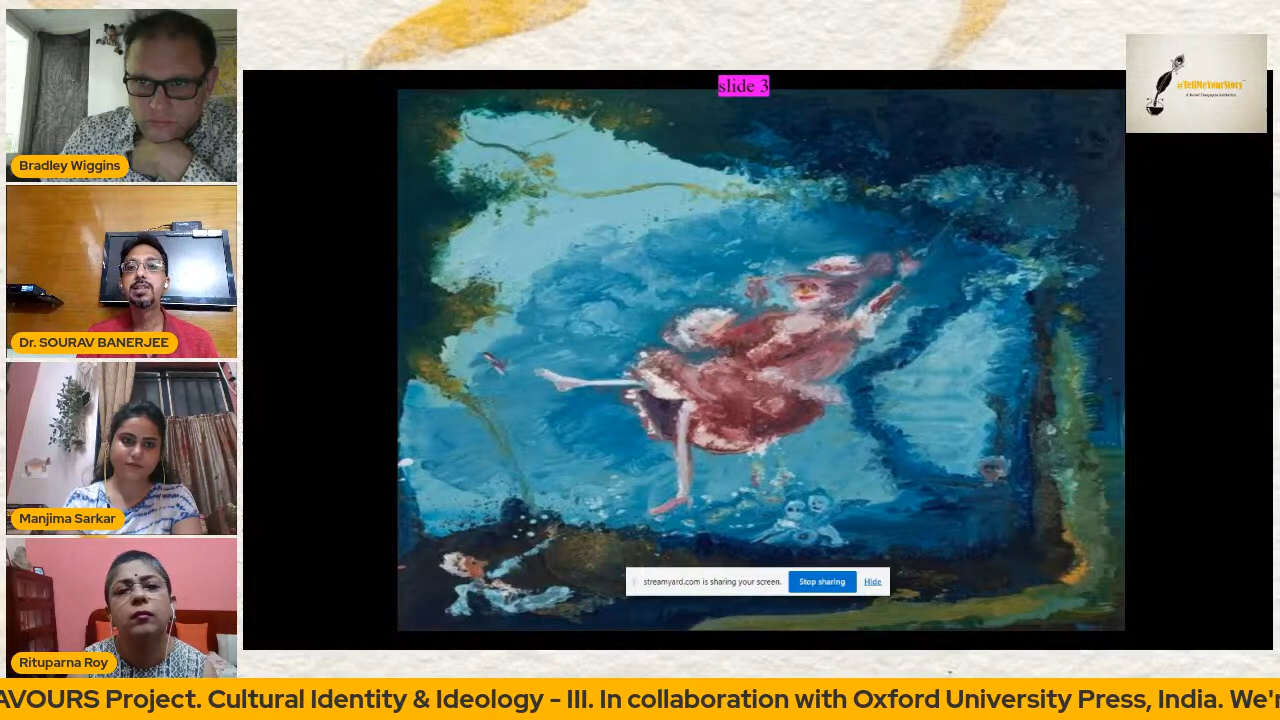 Bradley Wiggins
Dr. SOURAV BANERJEE
Manjima Sarkar
Rituparna Roy
slide 3
#TellMeYourStory
streamyard.com is sharing your screen.
Stop sharing
Hide
AVOURS Project. Cultural Identity & Ideology - III. In collaboration with Oxford University Press, India. We'r